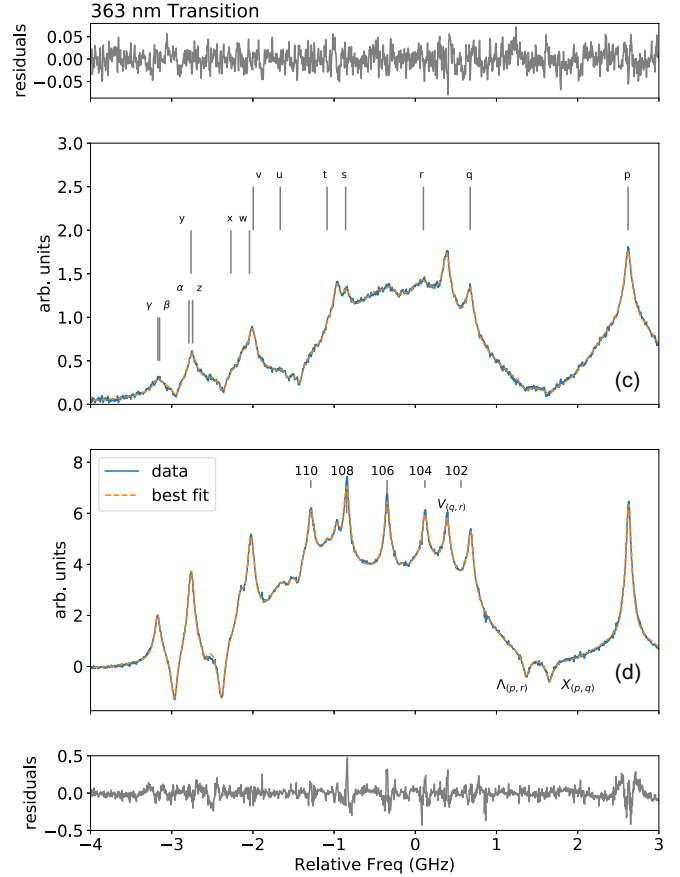 363 nm Transition
residuals
0.05
0.00
−0.05
arb. units
3.0
2.5
2.0
1.5
1.0
0.5
0.0
v u t s r q p
y x w
α z
γ β
(c)
arb. units
8
6
4
2
0
data
best fit
110 108 106 104 102
V(q,r)
Λ(p,r) X(p,q)
(d)
residuals
0.5
0.0
−0.5
−4 −3 −2 −1 0 1 2 3
Relative Freq (GHz)